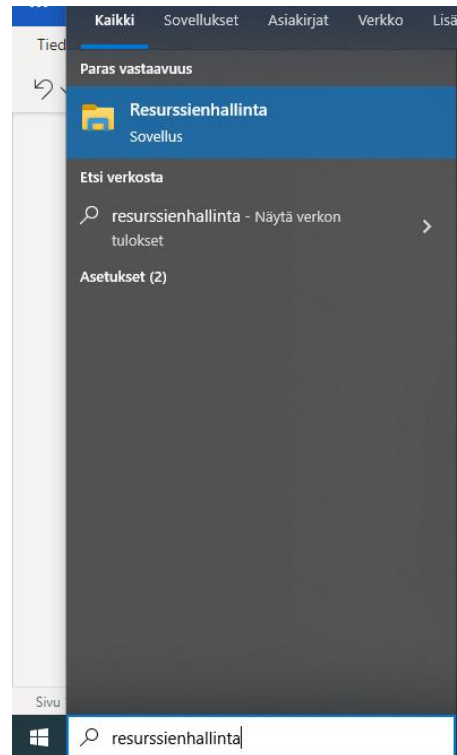 Kaikki Sovellukset Asiakirjat Verkko Lisä
Tied
Paras vastaavuus
Resurssienhallinta
Sovellus
Etsi verkosta
resurssienhallinta - Näytä verkon
tulokset
Asetukset (2)
Sivu
resurssienhallinta